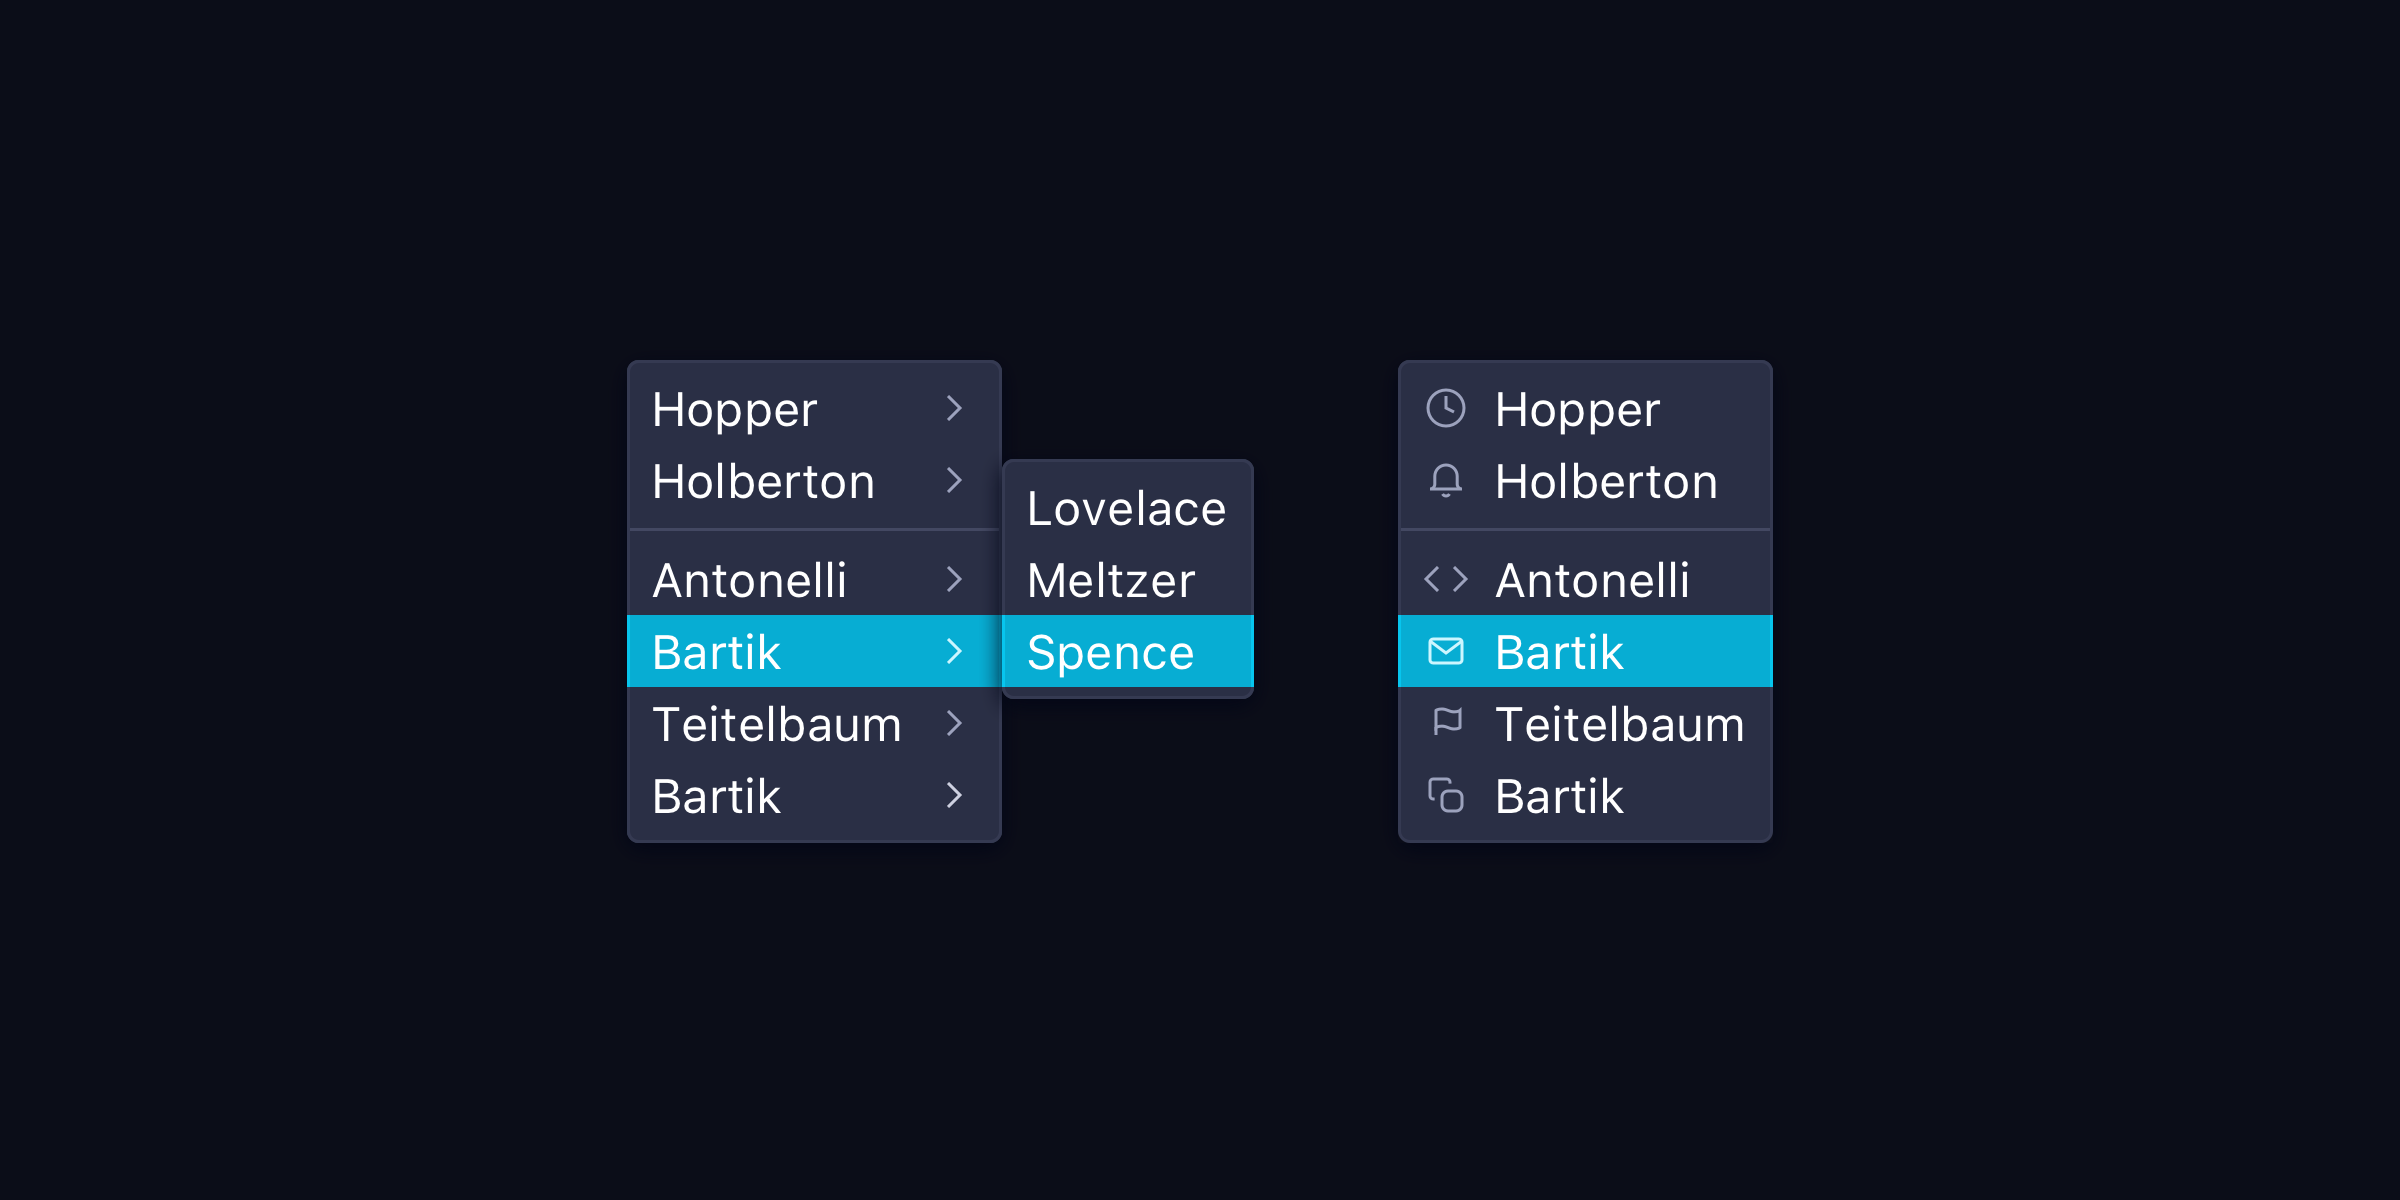 Hopper
Holberton
Antonelli
Bartik
Teitelbaum
Bartik
Lovelace
Meltzer
Spence
Hopper
Holberton
Antonelli
Bartik
Teitelbaum
Bartik